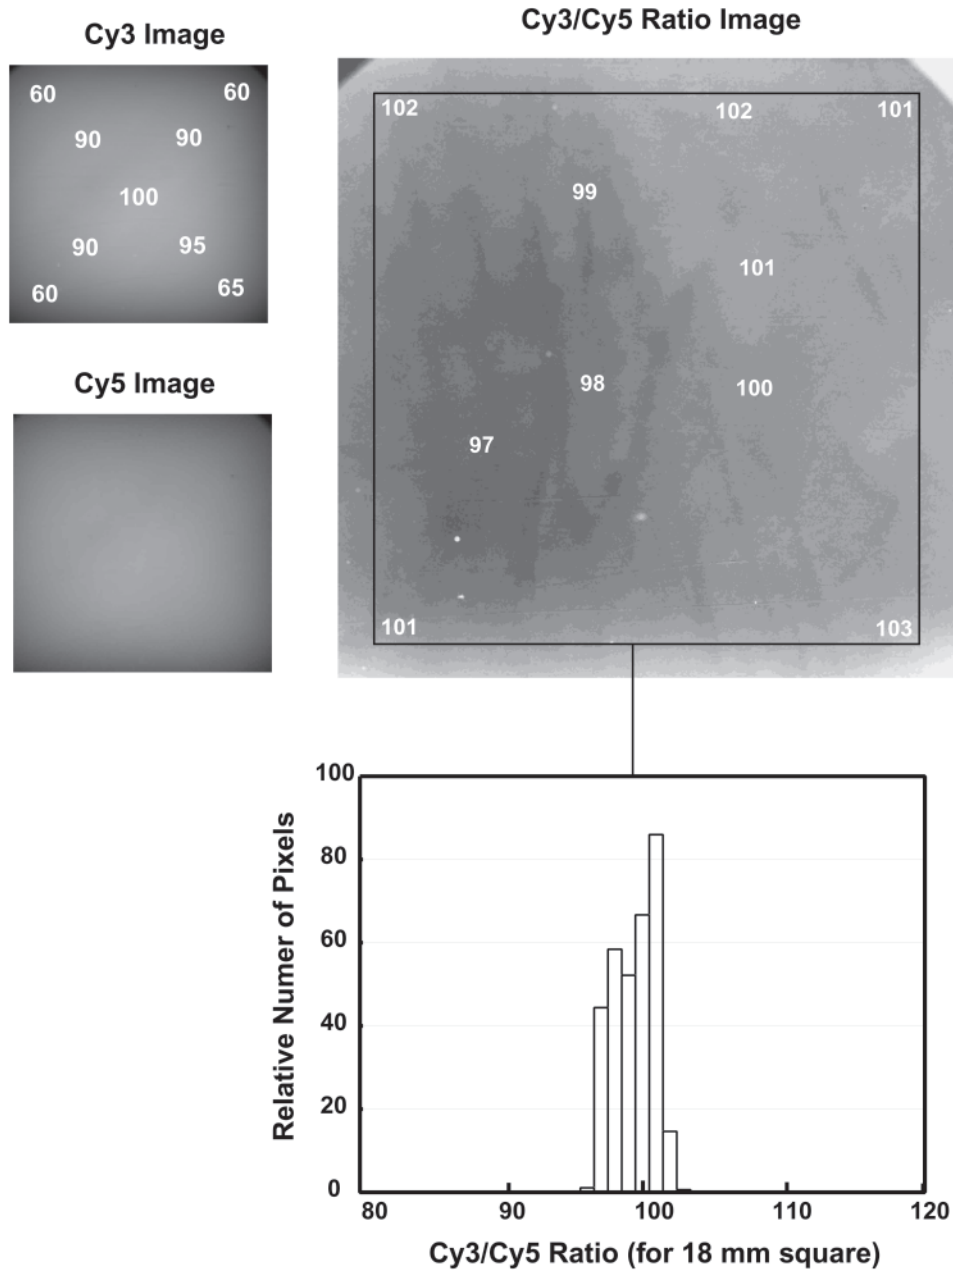 Cy3 Image
60 60
90 90
100
90 95
60 65
Cy5 Image
Cy3/Cy5 Ratio Image
102 102 101
99
101
98 100
97
101 103
100
80
60
40
20
0
Relative Numer of Pixels
80 90 100 110 120
Cy3/Cy5 Ratio (for 18 mm square)